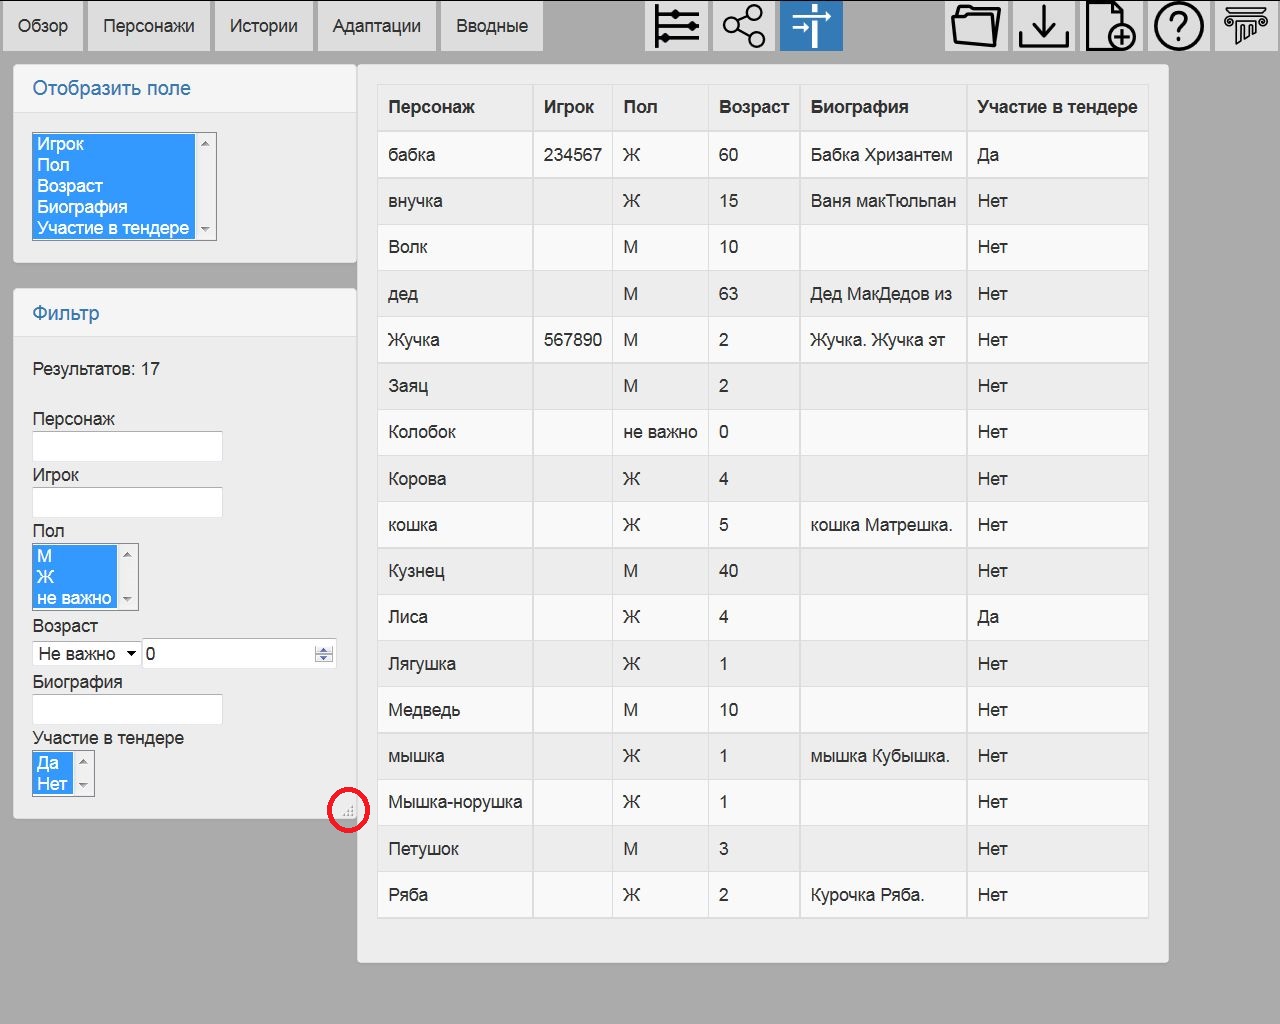 Обзор Персонажи Истории Адаптации Вводные
Отобразить поле
Игрок
Пол
Возраст
Биография
Участие в тендере
Фильтр
Результатов: 17
Персонаж
Игрок
Пол
М
Ж
не важно
Возраст
Не важно 0
Биография
Участие в тендере
Да
Нет
Персонаж Игрок Пол Возраст Биография Участие в тендере
бабка 234567 Ж 60 Бабка Хризантем Да
внучка Ж 15 Ваня макТюльпан Нет
Волк М 10 Нет
дед М 63 Дед МакДедов из Нет
Жучка 567890 М 2 Жучка. Жучка эт Нет
Заяц М 2 Нет
Колобок не важно 0 Нет
Корова Ж 4 Нет
кошка Ж 5 кошка Матрешка. Нет
Кузнец М 40 Нет
Лиса Ж 4 Да
Лягушка Ж 1 Нет
Медведь М 10 Нет
мышка Ж 1 мышка Кубышка. Нет
Мышка-норушка Ж 1 Нет
Петушок М 3 Нет
Ряба Ж 2 Курочка Ряба. Нет